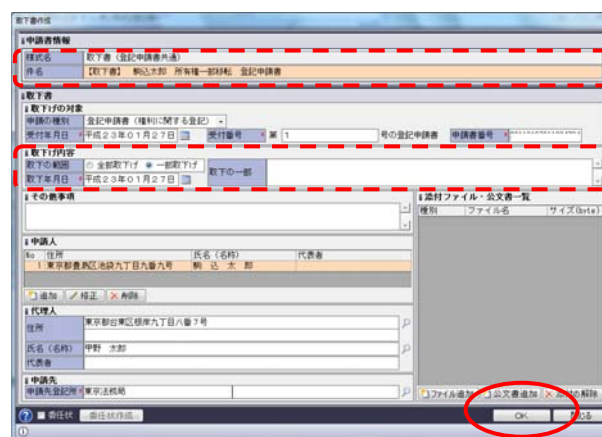 取下書作成
申請書情報
様式名 取下書（登記申請書共通）
件名 【取下書】 駒込太郎 所有権一部移転 登記申請書
取下書
取下げの対象
申請の種別 登記申請書（権利に関する登記）
受付年月日 平成23年01月27日 受付番号 第 1 号の登記申請書 申請書番号
取下げ内容
取下の範囲 全部取下げ 一部取下げ 取下の一部
取下年月日 平成23年01月27日
その他事項
添付ファイル・公文書一覧
種別 ファイル名 サイズ(byte)
申請人
No 住所 氏名（名称） 代表者
1 東京都豊島区池袋九丁目九番九号 駒 込 太 郎
追加 修正 削除
代理人
住所 東京都台東区根岸九丁目八番7号
氏名（名称） 甲野 太郎
代表者
申請先
申請先登記所 東京法務局
ファイル追加 公文書追加 添付の解除
委任状 委任状作成 OK 閉じる